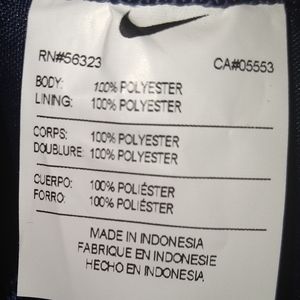 RN#56323 CA#05553
BODY: 100% POLYESTER
LINING: 100% POLYESTER
CORPS: 100% POLYESTER
DOUBLURE: 100% POLYESTER
CUERPO: 100% POLIÉSTER
FORRO: 100% POLIÉSTER
MADE IN INDONESIA
FABRIQUE EN INDONESIE
HECHO EN INDONESIA